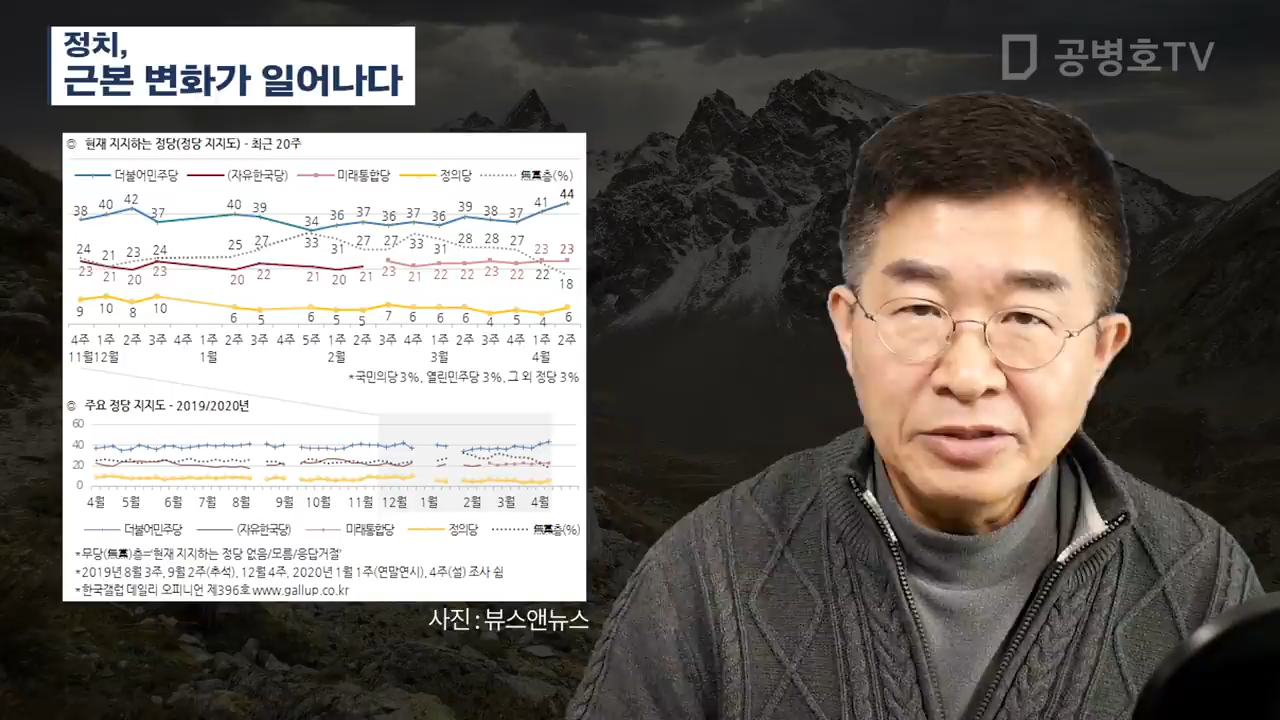 정치,
근본 변화가 일어나다
공병호TV
◎ 현재 지지하는 정당(정당 지지도) - 최근 20주
더불어민주당 (자유한국당) 미래통합당 정의당 無黨층(%)
38 40 42 37 40 39 34 36 37 36 37 36 39 38 37 41 44
24 21 23 24 25 27 33 31 27 27 33 31 28 28 27 22 18
23 21 20 23 20 22 21 20 21 23 21 22 22 23 22 23 23
9 10 8 10 6 5 6 5 5 7 6 6 6 4 5 4 6
4주 1주 2주 3주 4주 1주 2주 3주 4주 5주 1주 2주 3주 4주 1주 2주 3주 4주 1주 2주
11월 12월 1월 2월 3월 4월
*국민의당 3%, 열린민주당 3%, 그 외 정당 3%
◎ 주요 정당 지지도 - 2019/2020년
60
40
20
0
4월 5월 6월 7월 8월 9월 10월 11월 12월 1월 2월 3월 4월
더불어민주당 (자유한국당) 미래통합당 정의당 無黨층(%)
*무당(無黨)층='현재 지지하는 정당 없음/모름/응답거절'
*2019년 8월 3주, 9월 2주(추석), 12월 4주, 2020년 1월 1주(연말연시), 4주(설) 조사 쉼
*한국갤럽 데일리 오피니언 제396호 www.gallup.co.kr
사진 : 뷰스앤뉴스